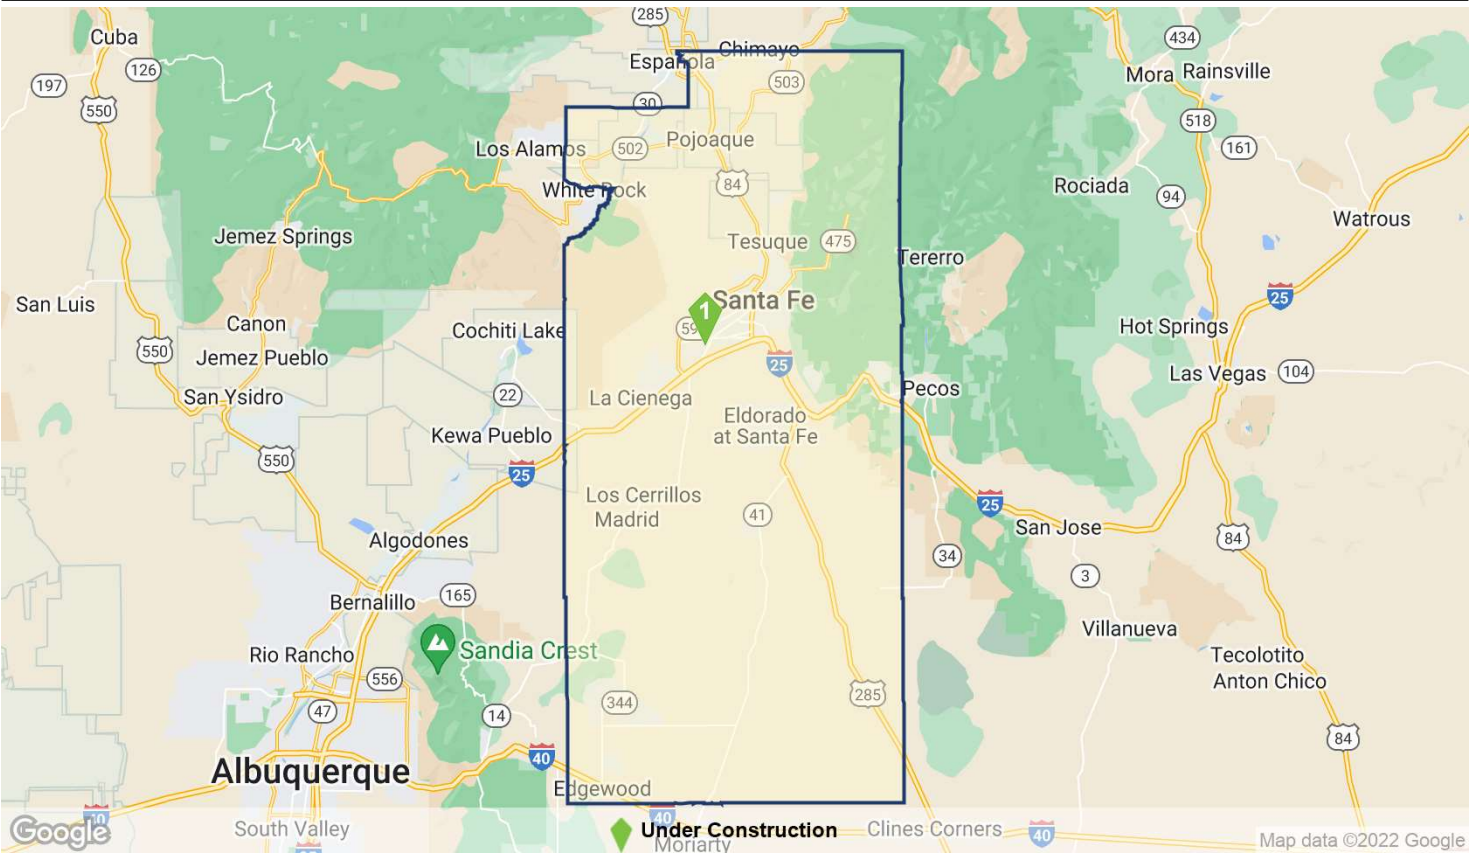 285
Cuba
Chimayo
434
Española
126
Mora
Rainsville
197
503
550
30
518
Los Alamos
502
Pojoaque
161
White Rock
84
Rociada
94
Watrous
Jemez Springs
Tesuque
475
Tererro
25
San Luis
1
Santa Fe
Canon
Cochiti Lake
Hot Springs
550
Jemez Pueblo
25
Las Vegas
104
San Ysidro
22
La Cienega
Pecos
Eldorado
at Santa Fe
Kewa Pueblo
550
25
Los Cerrillos
25
Madrid
41
San Jose
Algodones
84
34
3
Bernalillo
165
Villanueva
Rio Rancho
Sandia Crest
Tecolotito
556
Anton Chico
285
344
47
14
84
40
Albuquerque
Edgewood
40
South Valley
Under Construction
Clines Corners
40
Google
Moriarty
Map data ©2022 Google